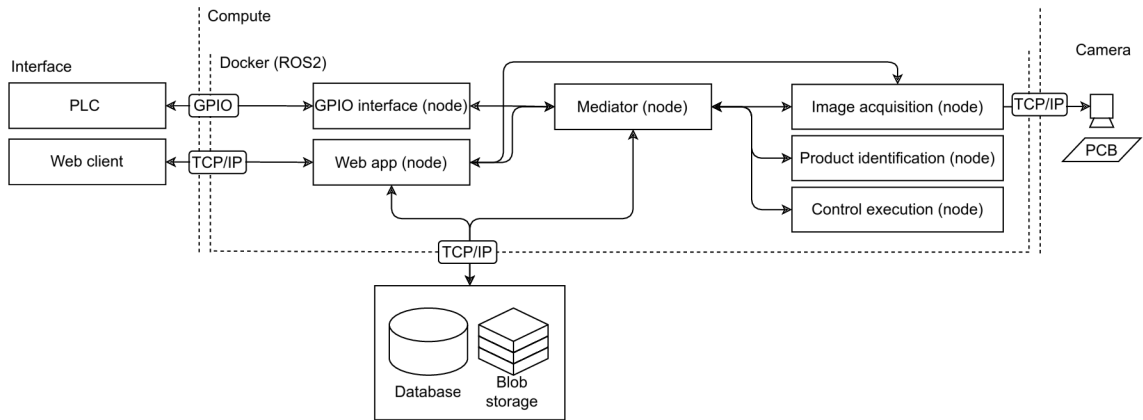 Compute
Docker (ROS2)
Camera
Interface
PLC
GPIO
GPIO interface (node)
Mediator (node)
Image acquisition (node)
TCP/IP
Web client
TCP/IP
Web app (node)
Product identification (node)
PCB
Control execution (node)
TCP/IP
Database
Blob
storage